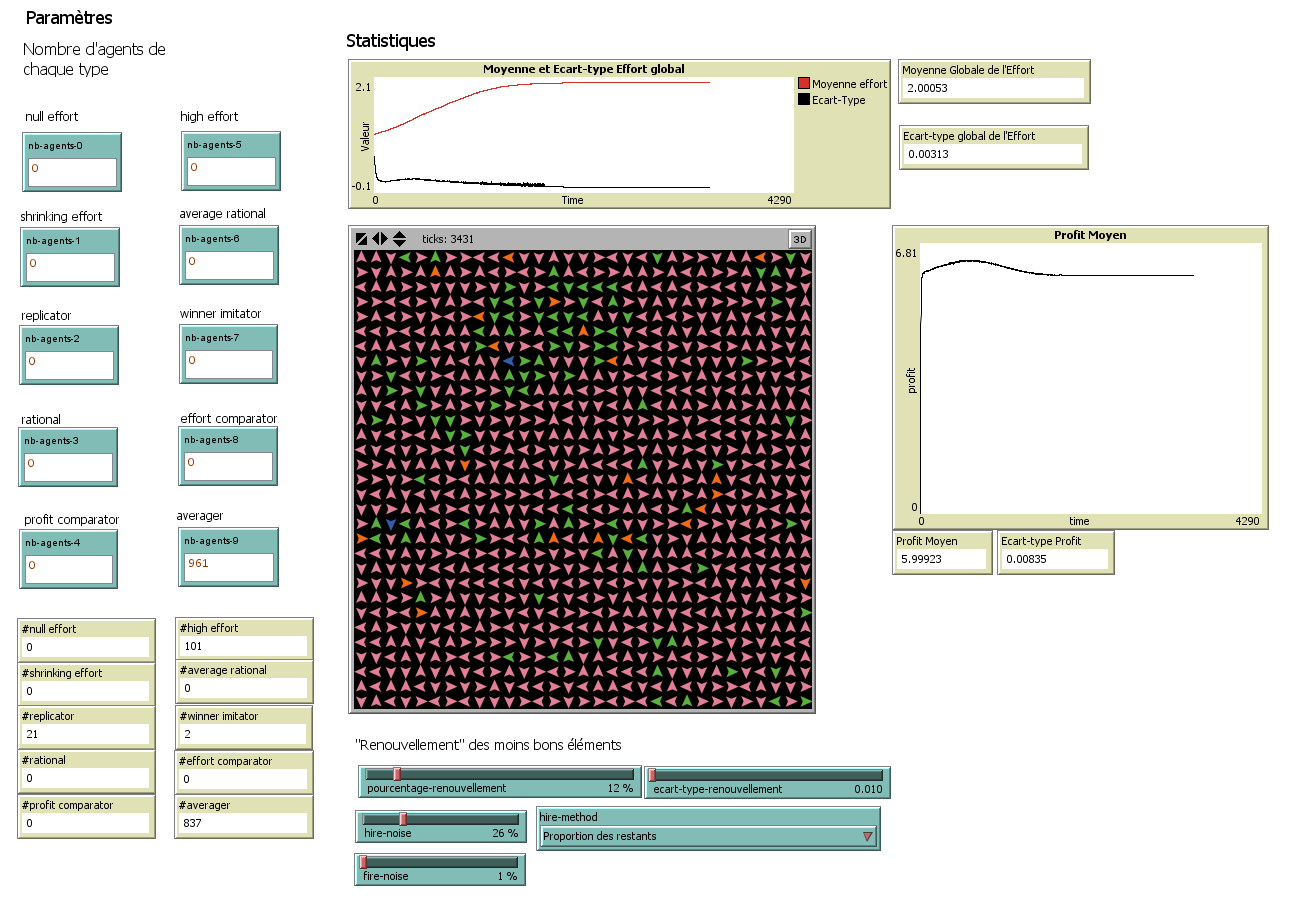 Paramètres
Nombre d'agents de
chaque type
null effort
high effort
nb-agents-0
0
nb-agents-5
0
shrinking effort
average rational
nb-agents-1
0
nb-agents-6
0
replicator
winner imitator
nb-agents-2
0
nb-agents-7
0
rational
effort comparator
nb-agents-3
0
nb-agents-8
0
profit comparator
averager
nb-agents-4
0
nb-agents-9
961
#null effort
0
#high effort
101
#shrinking effort
0
#average rational
0
#replicator
21
#winner imitator
2
#rational
0
#effort comparator
0
#profit comparator
0
#averager
837
Statistiques
Moyenne et Ecart-type Effort global
2.1
Valeur
-0.1
0
Time
4290
Moyenne effort
Ecart-Type
Moyenne Globale de l'Effort
2.00053
Ecart-type global de l'Effort
0.00313
ticks: 3431
3D
Profit Moyen
6.81
profit
0
0
time
4290
Profit Moyen
5.99923
Ecart-type Profit
0.00835
"Renouvellement" des moins bons éléments
pourcentage-renouvellement
12 %
ecart-type-renouvellement
0.010
hire-noise
26 %
hire-method
Proportion des restants
fire-noise
1 %